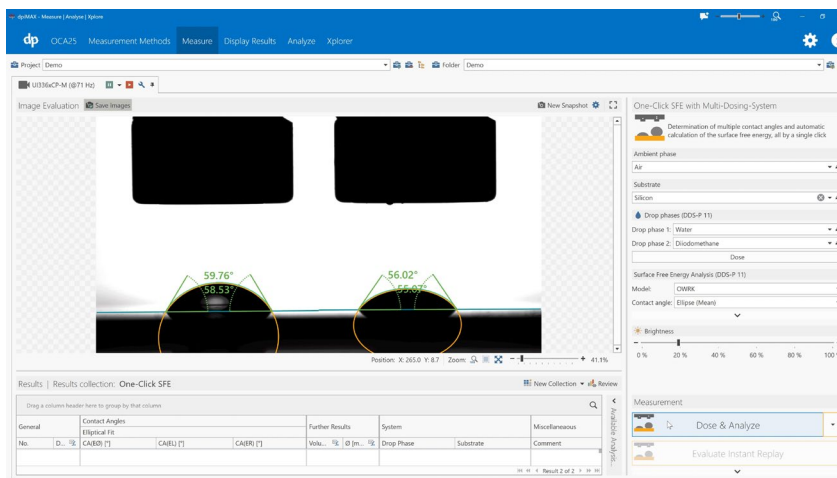 dpiMAX - Measure | Analyse | Xplore
dp OCA25 Measurement Methods Measure Display Results Analyze Xplorer
Project Demo Folder Demo
UI336xCP-M (@71 Hz)
Image Evaluation Save Images New Snapshot
One-Click SFE with Multi-Dosing-System
Determination of multiple contact angles and automatic
calculation of the surface free energy, all by a single click
Ambient phase
Air
Substrate
Silicon
Drop phases (DDS-P 11)
Drop phase 1: Water
Drop phase 2: Diiodomethane
Dose
59.76° 56.02°
58.53° 55.07°
Surface Free Energy Analysis (DDS-P 11)
Model: OWRK
Contact angle: Ellipse (Mean)
Brightness
0 % 20 % 40 % 60 % 80 % 100
Position: X: 265.0 Y: 8.7 Zoom: 41.1%
Results | Results collection: One-Click SFE New Collection Review
Drag a column header here to group by that column
General Contact Angles Further Results System Miscellaneaous
Elliptical Fit
No. D... CA(EØ) [°] CA(EL) [°] CA(ER) [°] Volu... Ø [m... Drop Phase Substrate Comment
Result 2 of 2
Available Analysis...
Measurement
Dose & Analyze
Evaluate Instant Replay